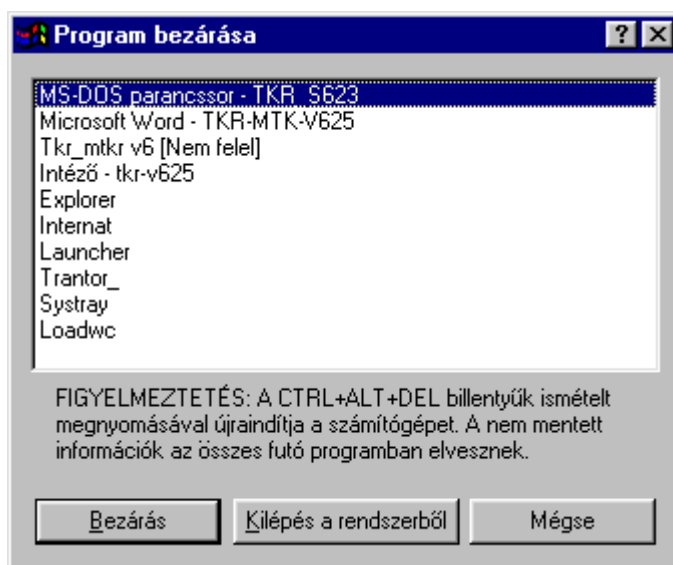 Program bezárása
MS-DOS parancssor - TKR_S623
Microsoft Word - TKR-MTK-V625
Tkr_mtkr v6 [Nem felel]
Intéző - tkr-v625
Explorer
Internat
Launcher
Trantor_
Systray
Loadwc
FIGYELMEZTETÉS: A CTRL+ALT+DEL billentyűk ismételt
megnyomásával újraindítja a számítógépet. A nem mentett
információk az összes futó programban elvesznek.
Bezárás
Kilépés a rendszerből
Mégse